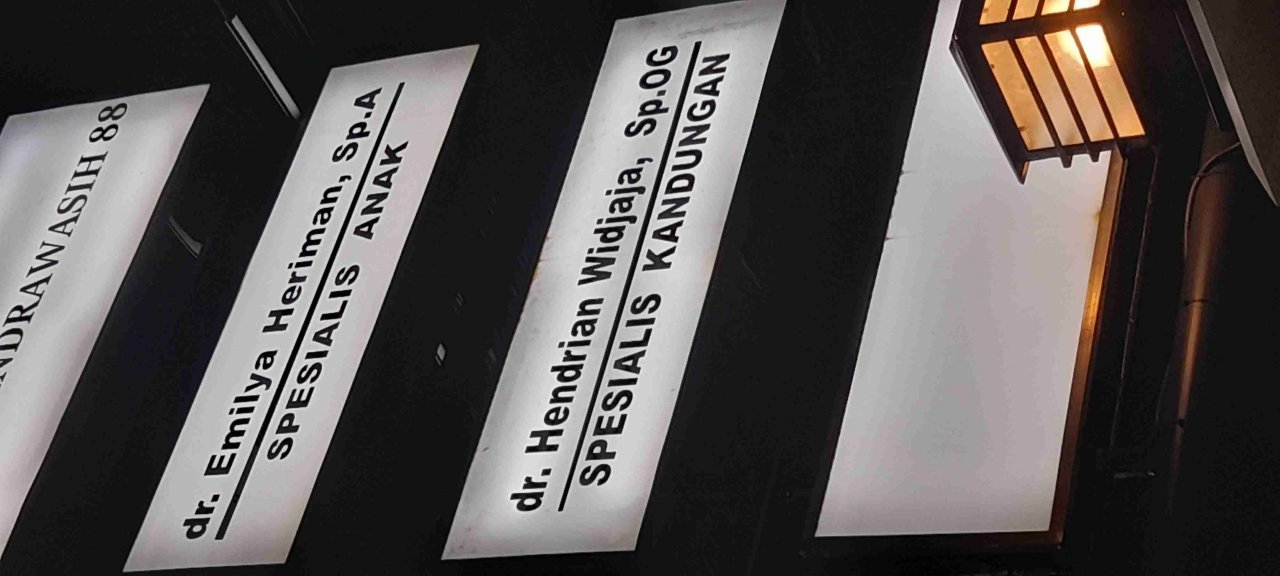 NDRAWASIH 88
dr. Emilya Heriman, Sp.A
SPESIALIS ANAK
dr. Hendrian Widjaja, Sp.OG
SPESIALIS KANDUNGAN